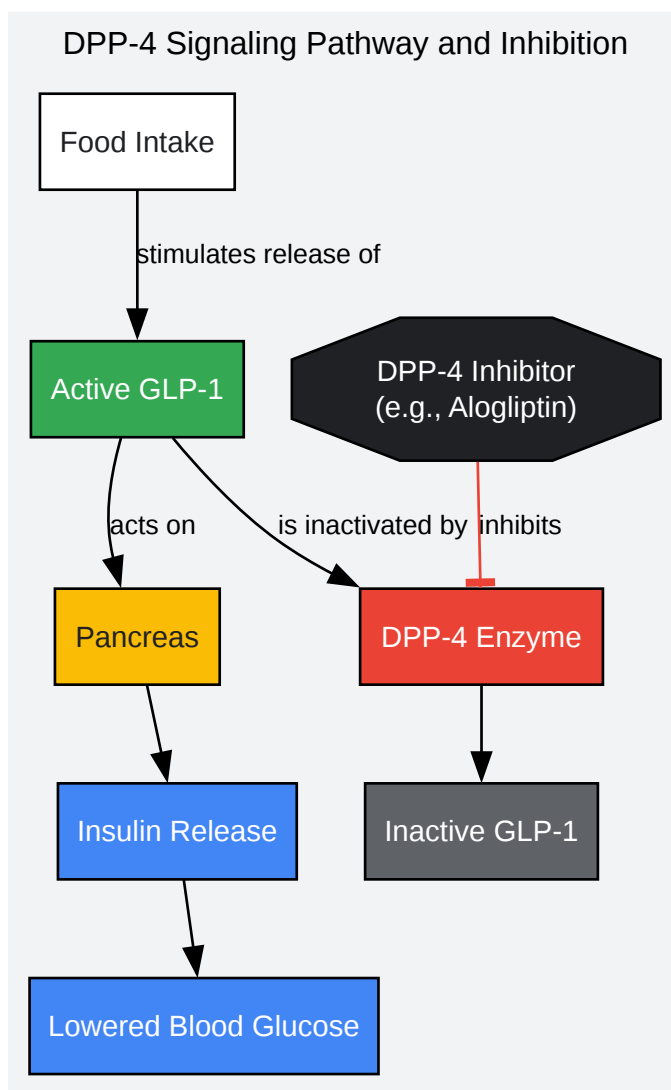 DPP-4 Signaling Pathway and Inhibition
Food Intake
stimulates release of
Active GLP-1
DPP-4 Inhibitor
(e.g., Alogliptin)
acts on
is inactivated by
inhibits
Pancreas
DPP-4 Enzyme
Insulin Release
Inactive GLP-1
Lowered Blood Glucose